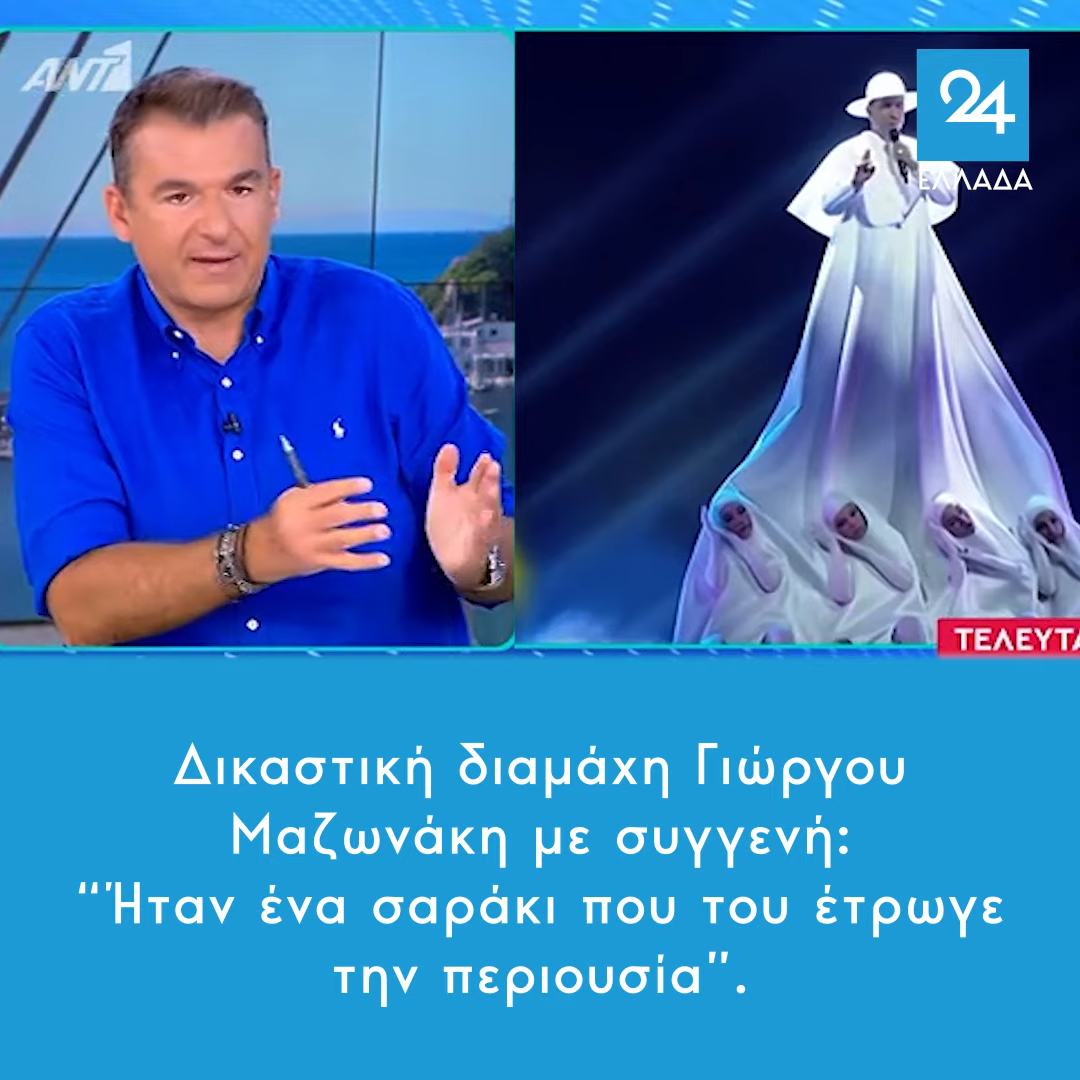 ANT1
24
ΕΛΛΑΔΑ
ΤΕΛΕΥΤΑ
Δικαστική διαμάχη Γιώργου
Μαζωνάκη με συγγενή:
“Ήταν ένα σαράκι που του έτρωγε
την περιουσία”.